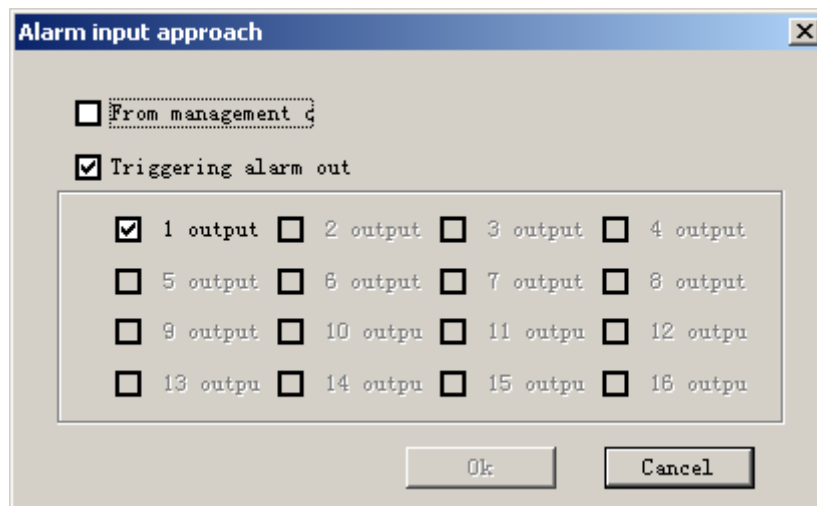 Alarm input approach
From management c
Triggering alarm out
1 output 2 output 3 output 4 output
5 output 6 output 7 output 8 output
9 output 10 outpu 11 outpu 12 outpu
13 outpu 14 outpu 15 outpu 16 outpu
Ok Cancel